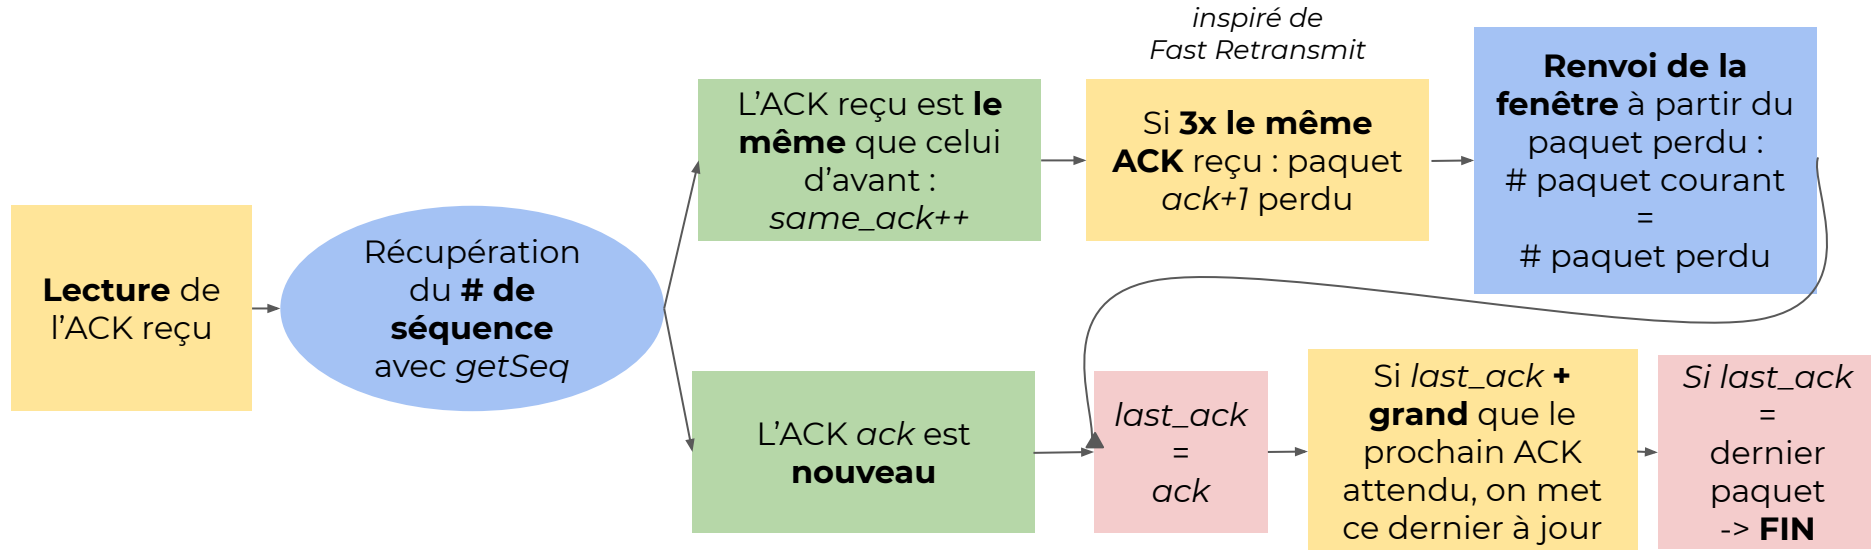 Lecture de
l’ACK reçu
Récupération
du # de
séquence
avec getSeq
L’ACK reçu est le
même que celui
d’avant :
same_ack++
inspiré de
Fast Retransmit
Si 3x le même
ACK reçu : paquet
ack+1 perdu
Renvoi de la
fenêtre à partir du
paquet perdu :
# paquet courant
=
# paquet perdu
L’ACK ack est
nouveau
last_ack
=
ack
Si last_ack +
grand que le
prochain ACK
attendu, on met
ce dernier à jour
Si last_ack
=
dernier
paquet
-> FIN